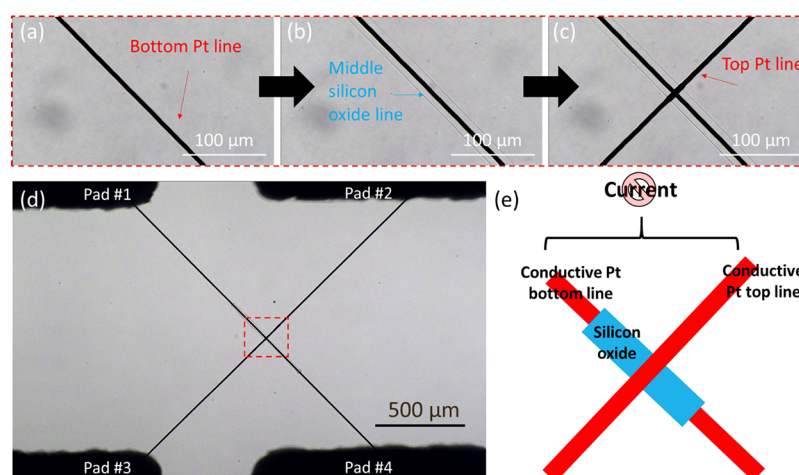 (a)
Bottom Pt line
100 μm
(b)
Middle
silicon
oxide line
100 μm
(c)
Top Pt line
100 μm
(d)
Pad #1
Pad #2
Pad #3
Pad #4
500 μm
(e)
Current
Conductive Pt
bottom line
Conductive
Pt top line
Silicon
oxide